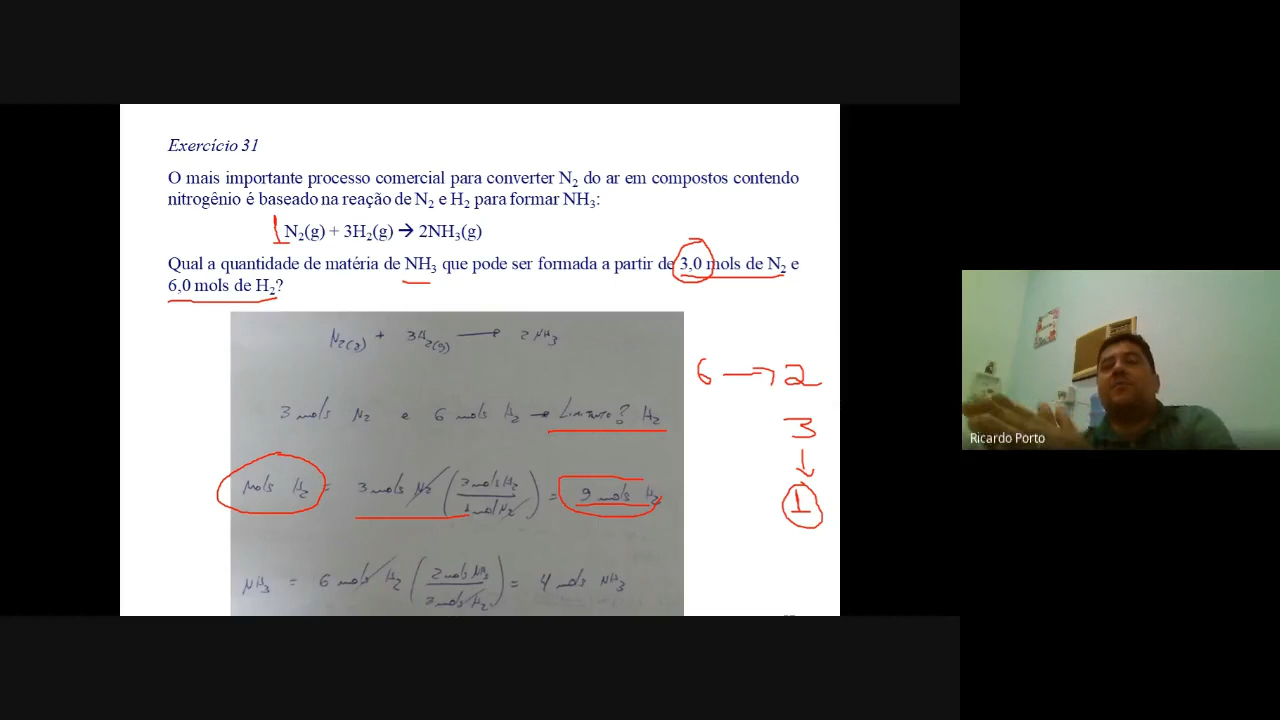 Exercício 31
O mais importante processo comercial para converter N₂ do ar em compostos contendo
nitrogênio é baseado na reação de N₂ e H₂ para formar NH₃:
1 N₂(g) + 3H₂(g) → 2NH₃(g)
Qual a quantidade de matéria de NH₃ que pode ser formada a partir de 3,0 mols de N₂ e
6,0 mols de H₂?
N₂(g) + 3H₂(g) → 2 NH₃
6 → 2
3 mols N₂ e 6 mols H₂ → Limitante? H₂
3
↓
1
mols H₂ = 3 mols N₂ (3 mols H₂ / 1 mol N₂) = 9 mols H₂
NH₃ = 6 mols H₂ (2 mols NH₃ / 3 mols H₂) = 4 mols NH₃
Ricardo Porto